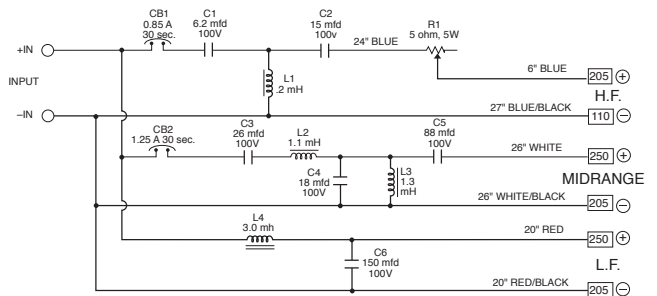 CB1
0.85 A
30 sec.
C1
6.2 mfd
100V
C2
15 mfd
100v
R1
5 ohm, 5W
24" BLUE
+IN
6" BLUE
205 +
H.F.
INPUT
L1
.2 mH
–IN
27" BLUE/BLACK
110 –
CB2
1.25 A 30 sec.
C3
26 mfd
100V
L2
1.1 mH
C5
88 mfd
100V
26" WHITE
250 +
MIDRANGE
C4
18 mfd
100V
L3
1.3
mH
26" WHITE/BLACK
205 –
L4
3.0 mh
20" RED
250 +
L.F.
C6
150 mfd
100V
20" RED/BLACK
205 –